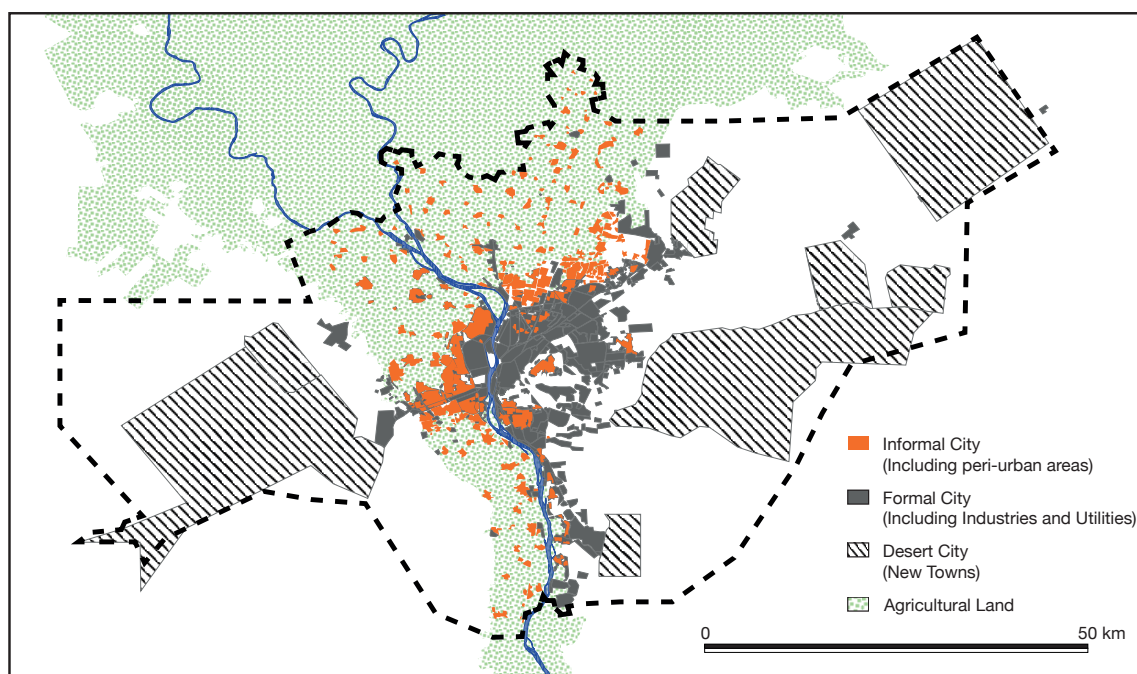 Informal City
(Including peri-urban areas)
Formal City
(Including Industries and Utilities)
Desert City
(New Towns)
Agricultural Land
0 50 km